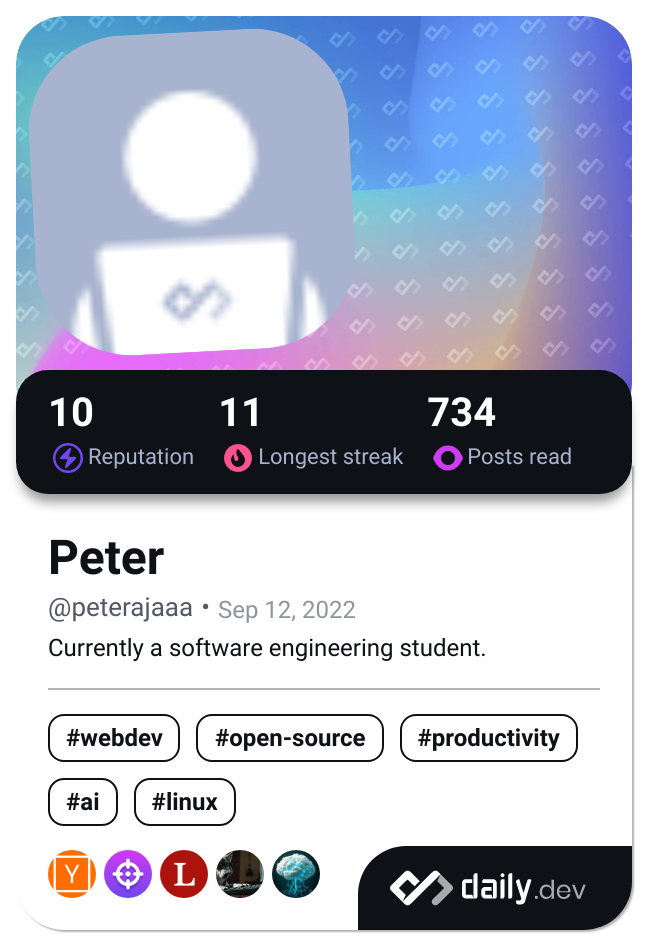 10 11 734
Reputation Longest streak Posts read
Peter
@peterajaaa • Sep 12, 2022
Currently a software engineering student.
#webdev #open-source #productivity
#ai #linux
Y L daily.dev